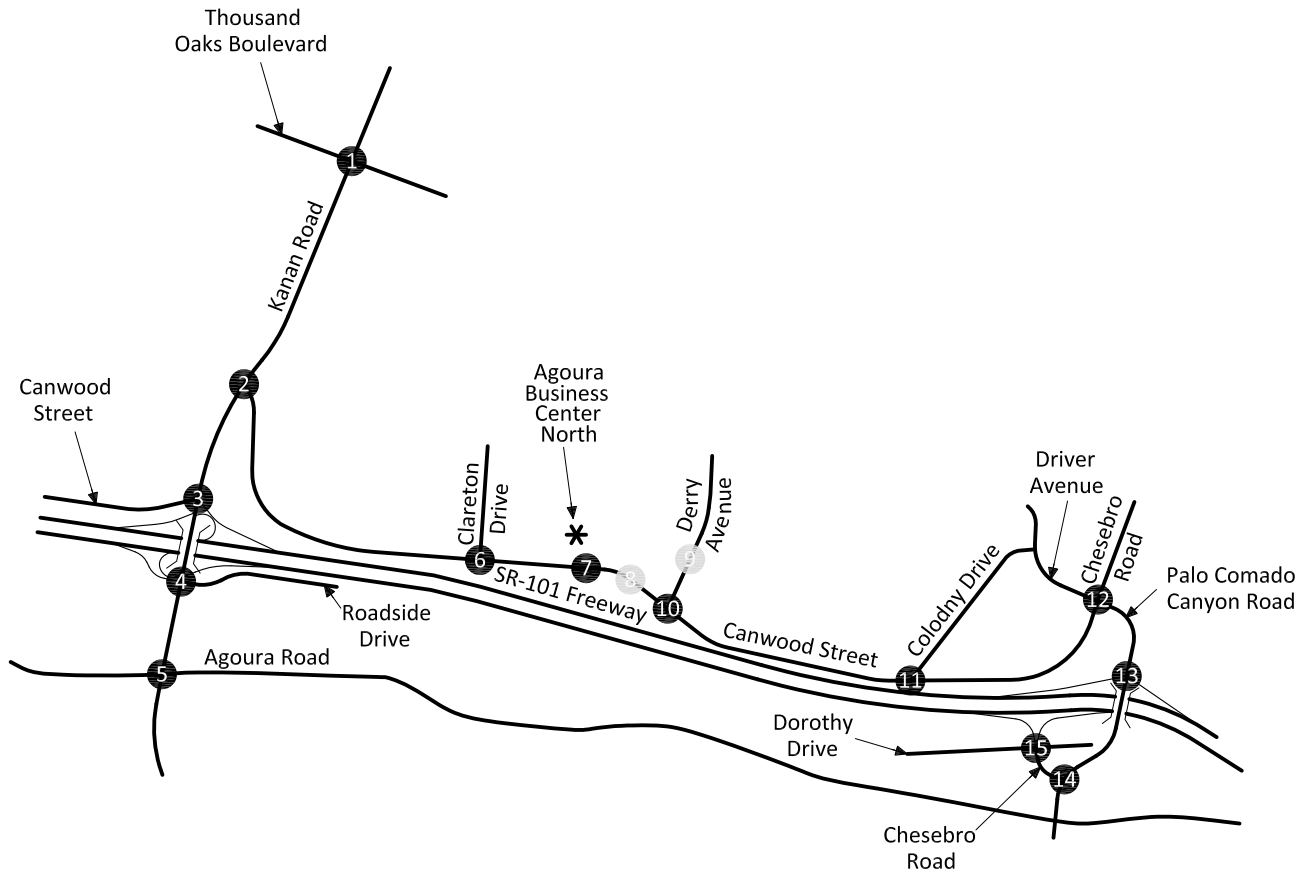 Thousand
Oaks Boulevard
1
Kanan Road
2
Canwood
Street
3
4
5
Roadside
Drive
Agoura Road
Clareton
Drive
6
Agoura
Business
Center
North
7
8
SR-101 Freeway
Derry
Avenue
9
10
Canwood Street
Colodny Drive
11
Driver
Avenue
Chesebro
Road
12
Palo Comado
Canyon Road
13
Dorothy
Drive
15
14
Chesebro
Road